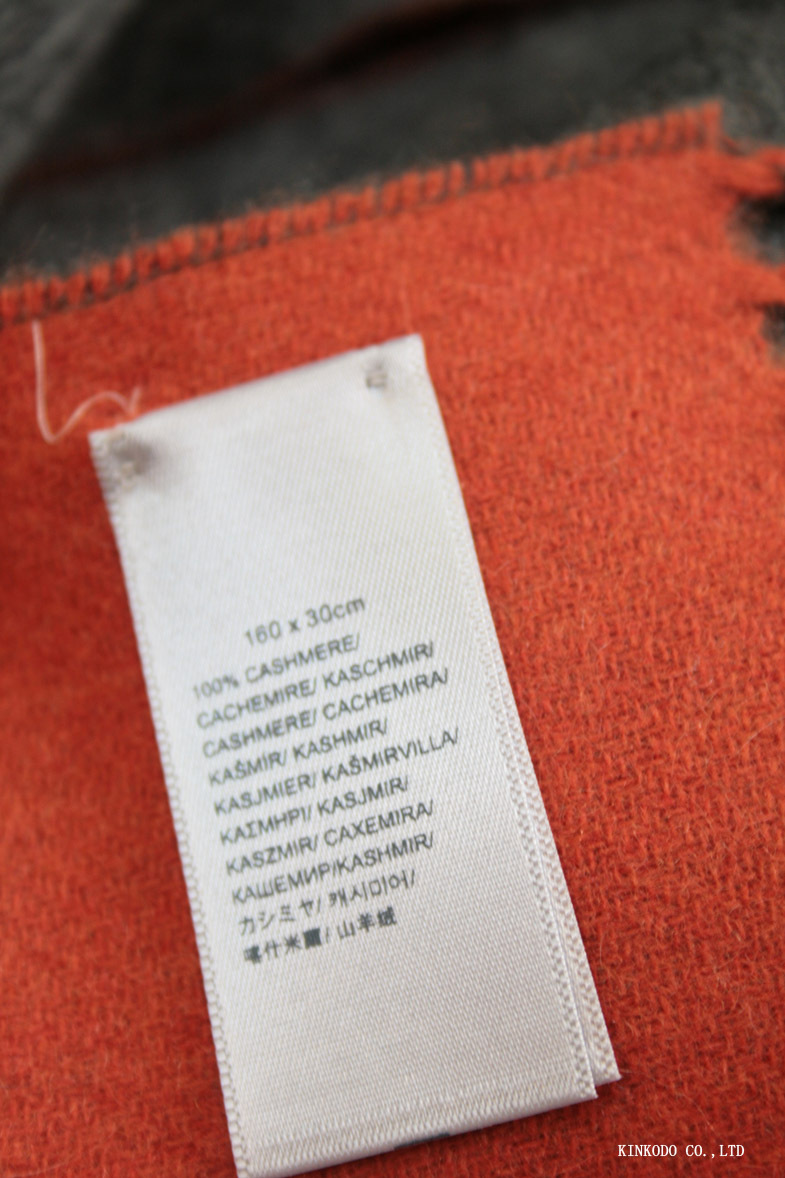 160 x 30cm
100% CASHMERE/
CACHEMIRE/ KASCHMIR/
CASHMERE/ CACHEMIRA/
KAŠMIR/ KASHMIR/
KASJMIER/ KAŠMIRVILLA/
ΚΑΣΜΗΡΙ/ KASJMIR/
KASZMIR/ CAXEMIRA/
КАШЕМИР/KASHMIR/
カシミヤ/ 캐시미어/
喀什米爾/ 山羊绒
KINKODO CO.,LTD